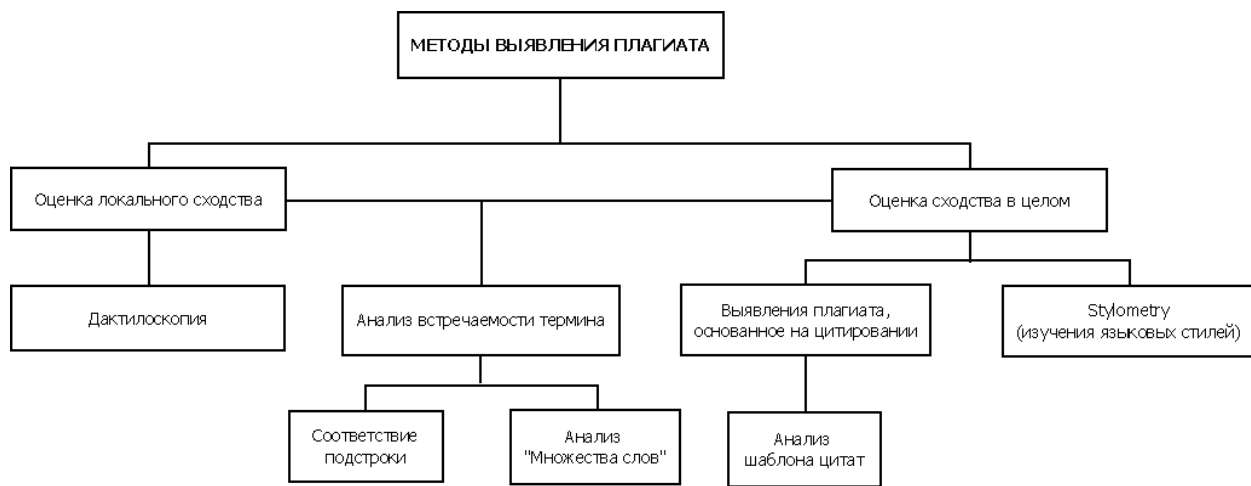 МЕТОДЫ ВЫЯВЛЕНИЯ ПЛАГИАТА
Оценка локального сходства
Оценка сходства в целом
Дактилоскопия
Анализ встречаемости термина
Выявления плагиата,
основанное на цитировании
Stylometry
(изучения языковых стилей)
Соответствие
подстроки
Анализ
"Множества слов"
Анализ
шаблона цитат